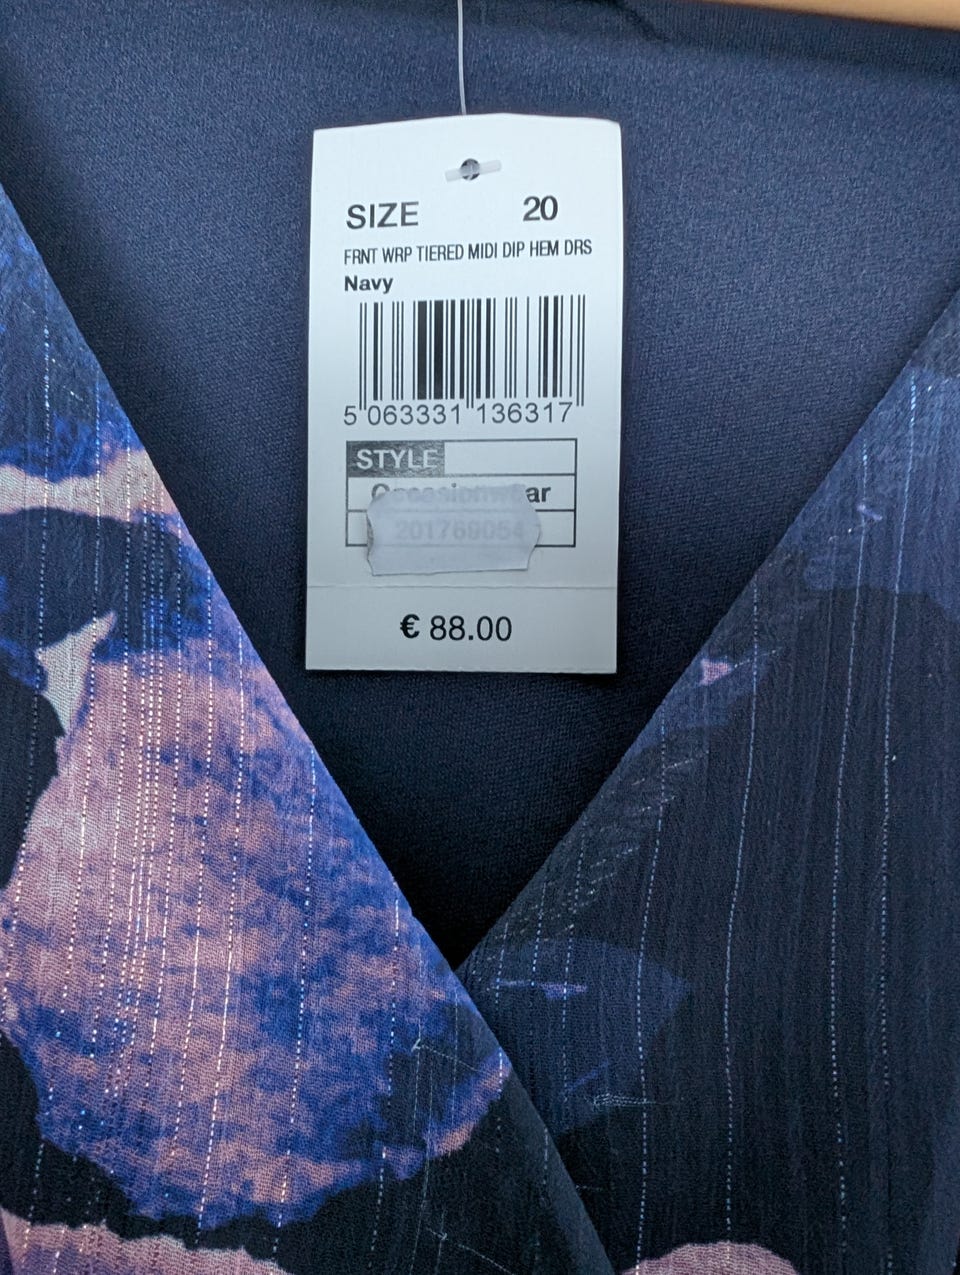 SIZE 20
FRNT WRP TIERED MIDI DIP HEM DRS
Navy
5 063331 136317
STYLE
Occasionwear
201769054
€ 88.00